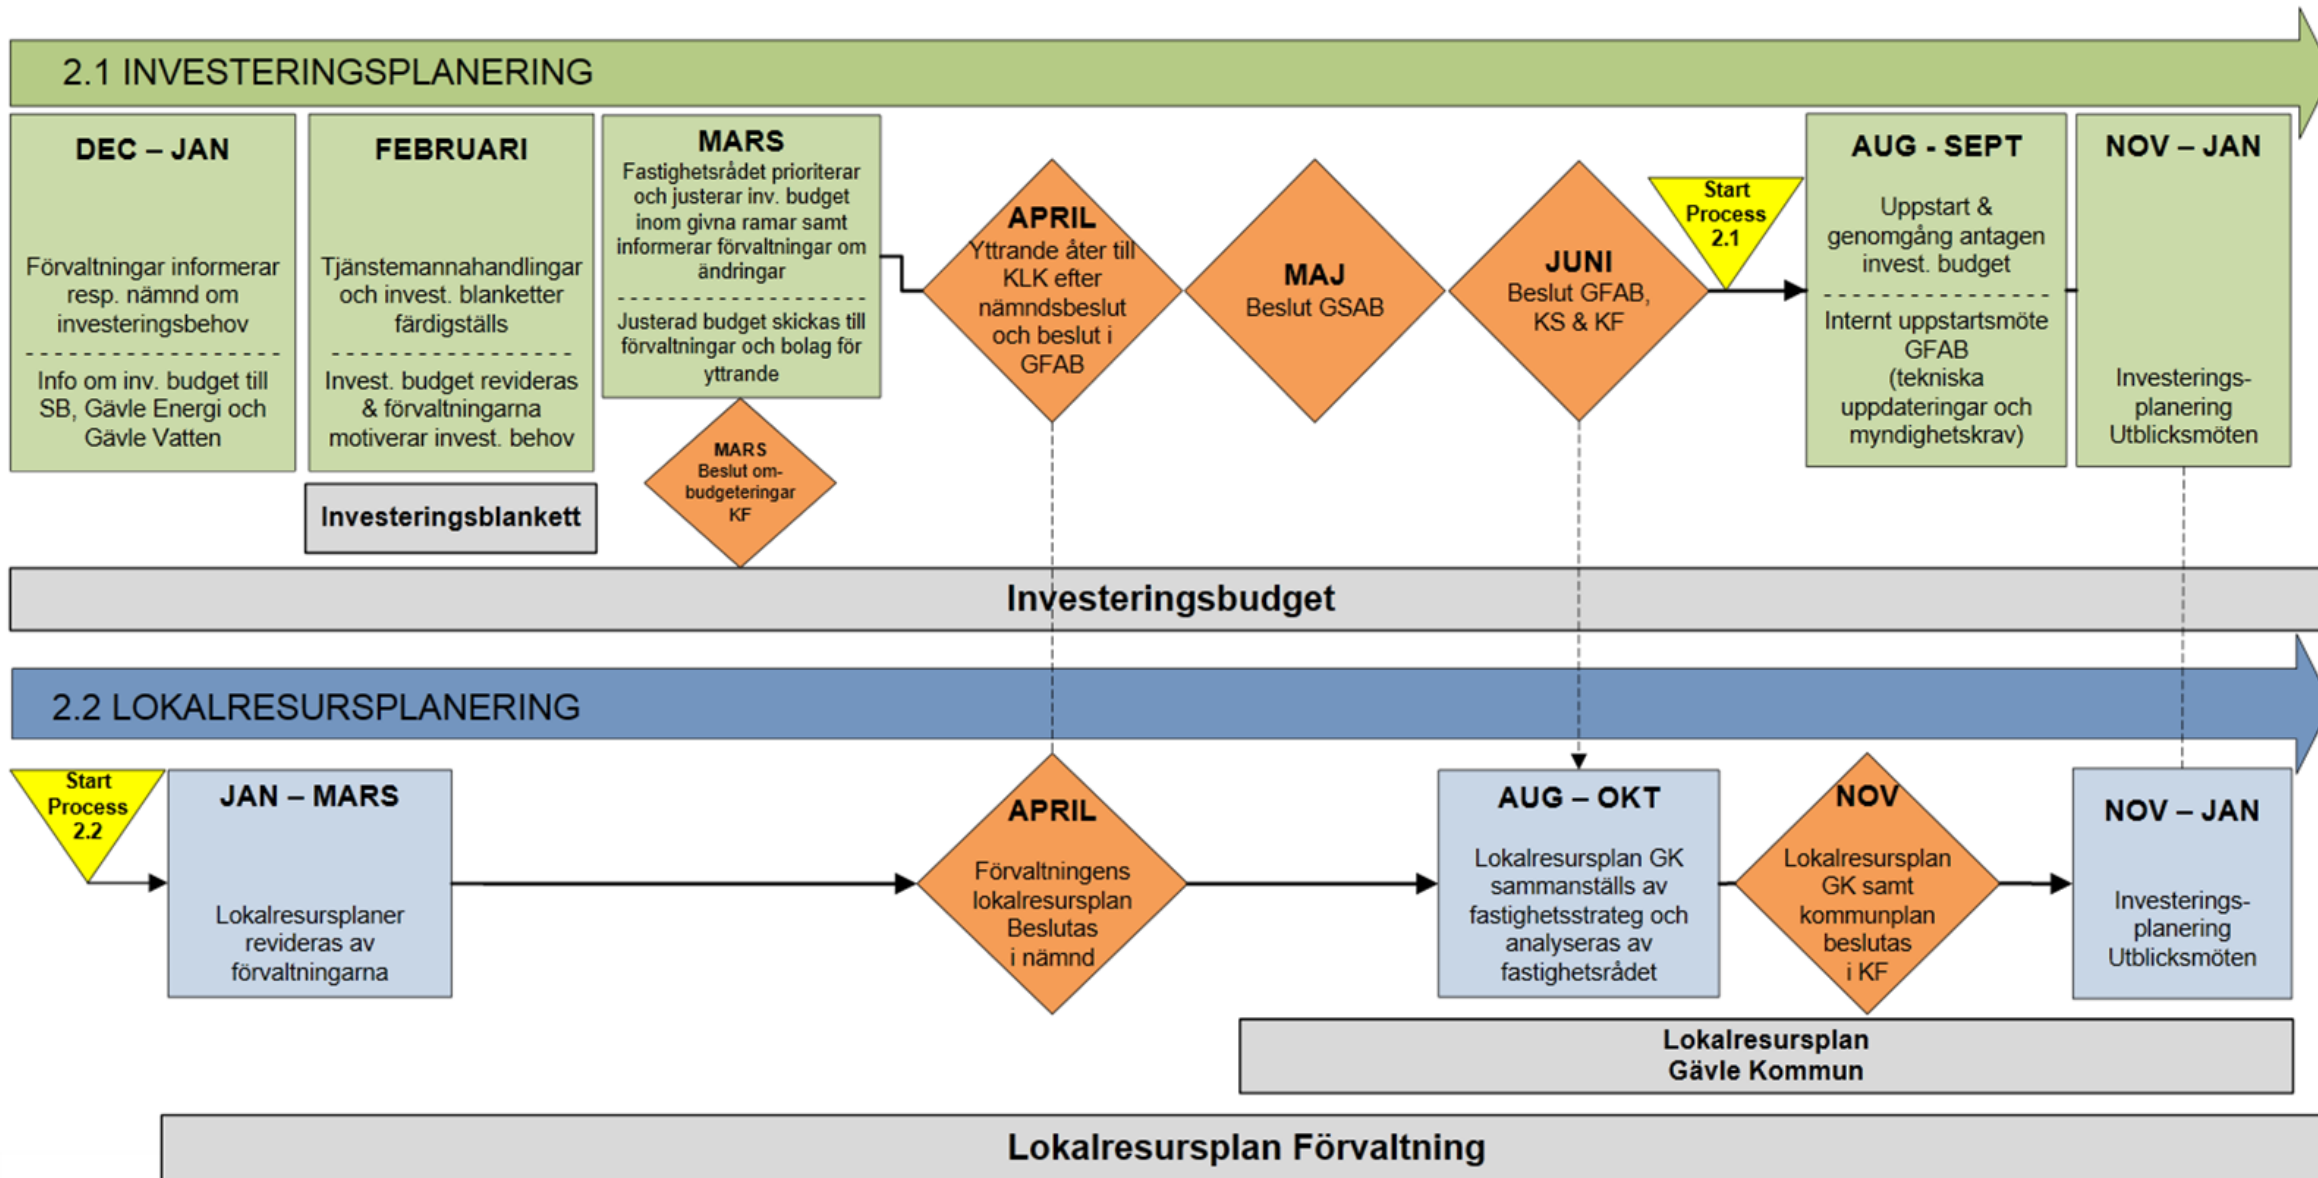 2.1 INVESTERINGSPLANERING
DEC – JAN
Förvaltningar informerar
resp. nämnd om
investeringsbehov
Info om inv. budget till
SB, Gävle Energi och
Gävle Vatten
FEBRUARI
Tjänstemannahandlingar
och invest. blanketter
färdigställs
Invest. budget revideras
& förvaltningarna
motiverar invest. behov
Investeringsblankett
MARS
Fastighetsrådet prioriterar
och justerar inv. budget
inom givna ramar samt
informerar förvaltningar om
ändringar
Justerad budget skickas till
förvaltningar och bolag för
yttrande
MARS
Beslut om-
budgeteringar
KF
APRIL
Yttrande åter till
KLK efter
nämndsbeslut
och beslut i
GFAB
MAJ
Beslut GSAB
JUNI
Beslut GFAB,
KS & KF
Start
Process
2.1
AUG - SEPT
Uppstart &
genomgång antagen
invest. budget
Internt uppstartsmöte
GFAB
(tekniska
uppdateringar och
myndighetskrav)
NOV – JAN
Investerings-
planering
Utblicksmöten
Investeringsbudget
2.2 LOKALRESURSPLANERING
Start
Process
2.2
JAN – MARS
Lokalresursplaner
revideras av
förvaltningarna
APRIL
Förvaltningens
lokalresursplan
Beslutas
i nämnd
AUG – OKT
Lokalresursplan GK
sammanställs av
fastighetsstrateg och
analyseras av
fastighetsrådet
NOV
Lokalresursplan
GK samt
kommunplan
beslutas
i KF
NOV – JAN
Investerings-
planering
Utblicksmöten
Lokalresursplan
Gävle Kommun
Lokalresursplan Förvaltning